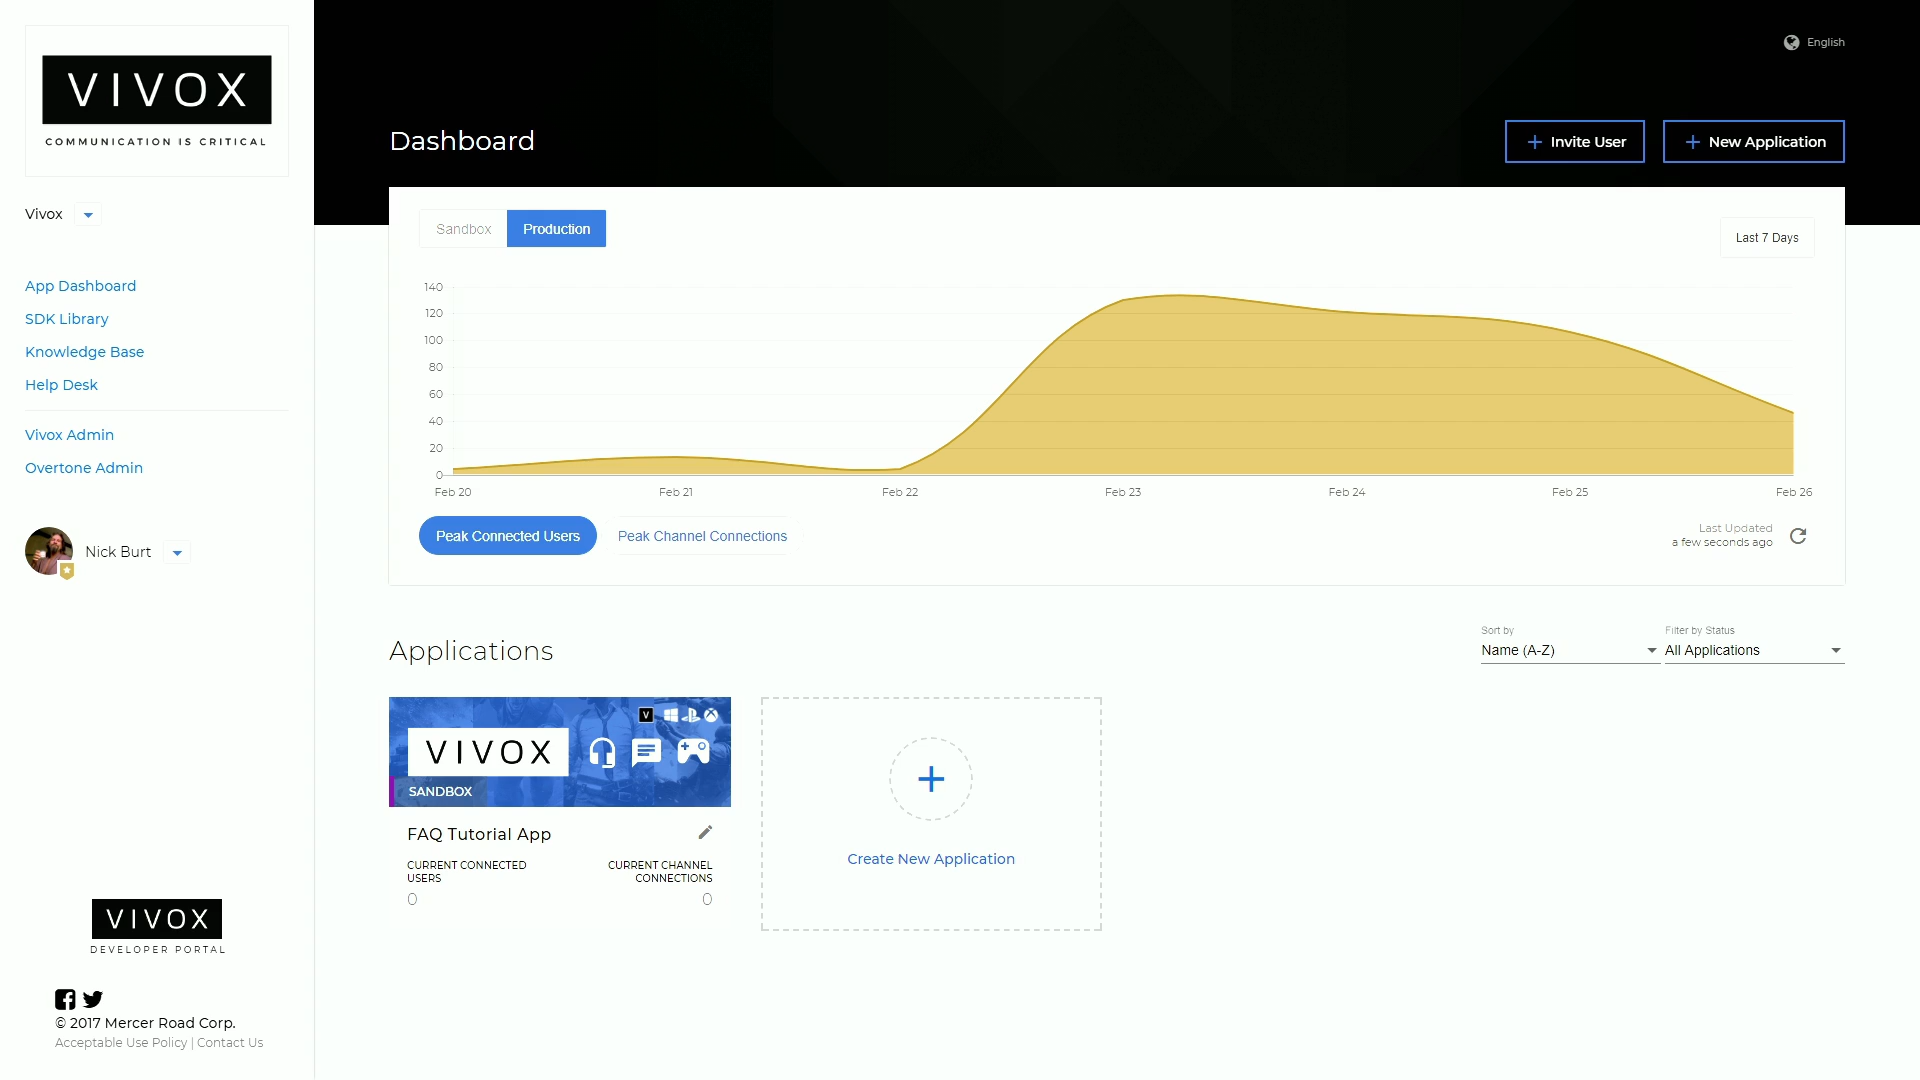 VIVOX
COMMUNICATION IS CRITICAL
Vivox
App Dashboard
SDK Library
Knowledge Base
Help Desk
Vivox Admin
Overtone Admin
Nick Burt
VIVOX
DEVELOPER PORTAL
© 2017 Mercer Road Corp.
Acceptable Use Policy | Contact Us
English
Dashboard
Invite User
New Application
Sandbox
Production
Last 7 Days
140
120
100
80
60
40
20
0
Feb 20 Feb 21 Feb 22 Feb 23 Feb 24 Feb 25 Feb 26
Peak Connected Users
Peak Channel Connections
Last Updated
a few seconds ago
Applications
Sort by
Name (A-Z)
Filter by Status
All Applications
V
VIVOX
SANDBOX
FAQ Tutorial App
CURRENT CONNECTED
USERS
0
CURRENT CHANNEL
CONNECTIONS
0
Create New Application